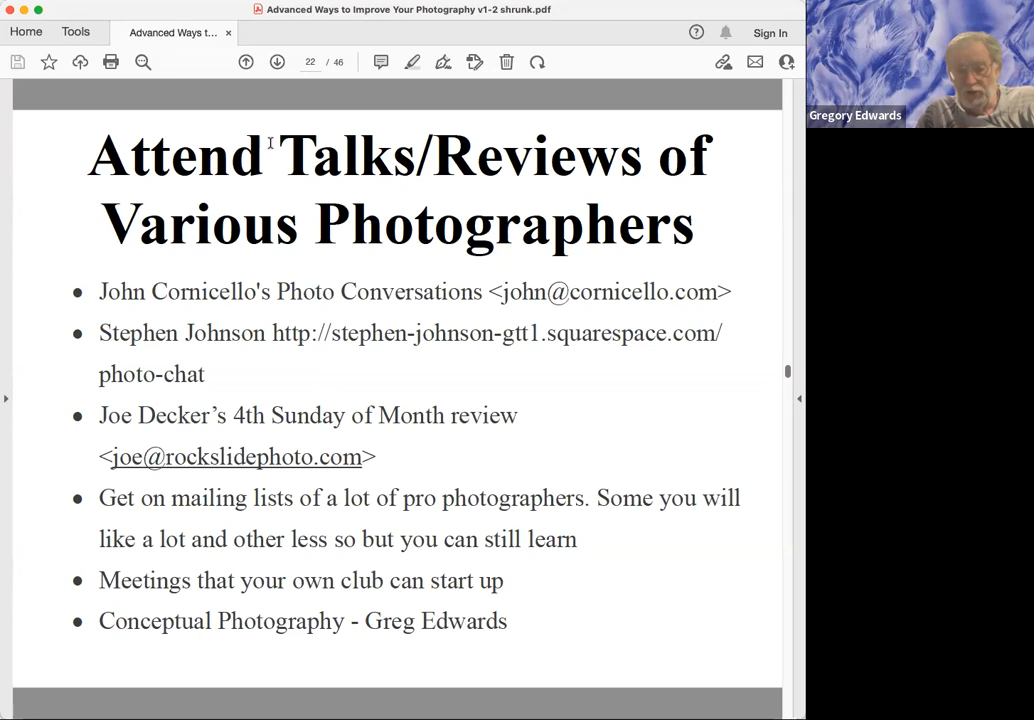 Advanced Ways to Improve Your Photography v1-2 shrunk.pdf
Home
Tools
Advanced Ways t...
Sign In
22 / 46
Gregory Edwards
Attend Talks/Reviews of
Various Photographers
• John Cornicello's Photo Conversations <john@cornicello.com>
• Stephen Johnson http://stephen-johnson-gtt1.squarespace.com/
photo-chat
• Joe Decker’s 4th Sunday of Month review
<joe@rockslidephoto.com>
• Get on mailing lists of a lot of pro photographers. Some you will
like a lot and other less so but you can still learn
• Meetings that your own club can start up
• Conceptual Photography - Greg Edwards